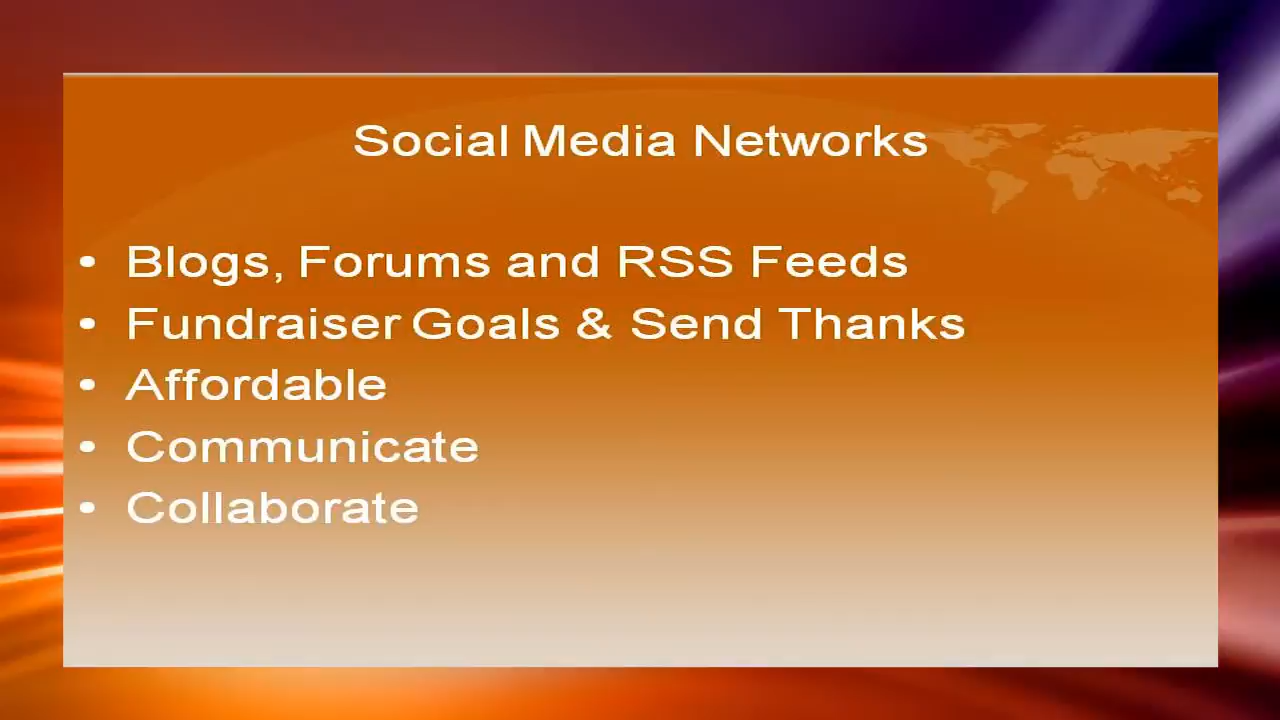 Social Media Networks
• Blogs, Forums and RSS Feeds
• Fundraiser Goals & Send Thanks
• Affordable
• Communicate
• Collaborate